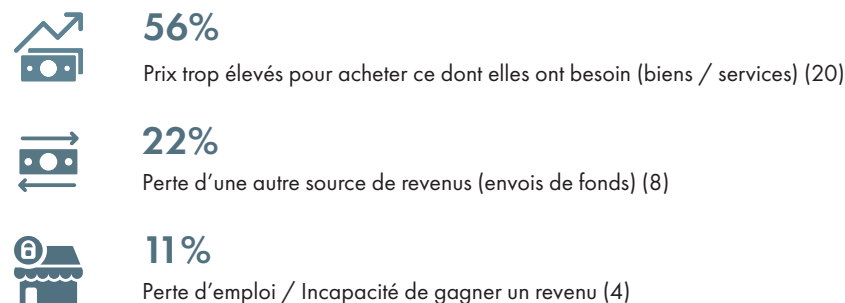 56%
Prix trop élevés pour acheter ce dont elles ont besoin (biens / services) (20)
22%
Perte d'une autre source de revenus (envois de fonds) (8)
11%
Perte d'emploi / Incapacité de gagner un revenu (4)